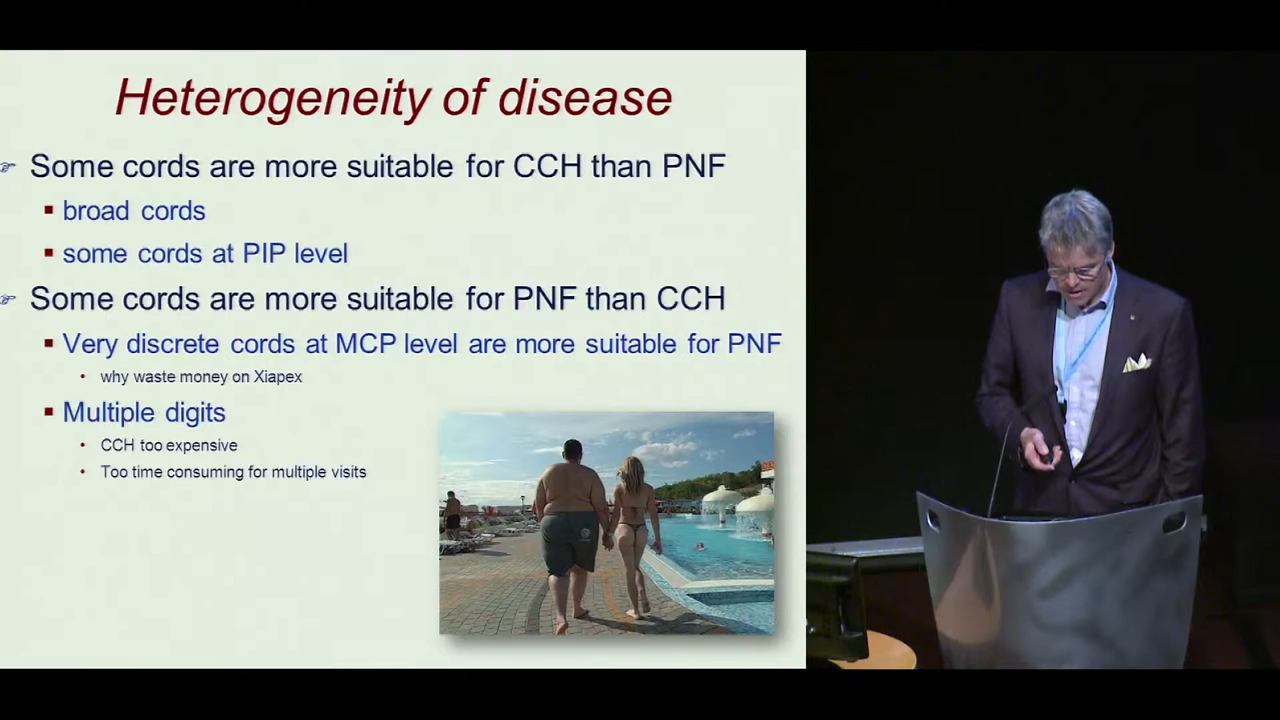 Heterogeneity of disease
Some cords are more suitable for CCH than PNF
broad cords
some cords at PIP level
Some cords are more suitable for PNF than CCH
Very discrete cords at MCP level are more suitable for PNF
why waste money on Xiapex
Multiple digits
CCH too expensive
Too time consuming for multiple visits